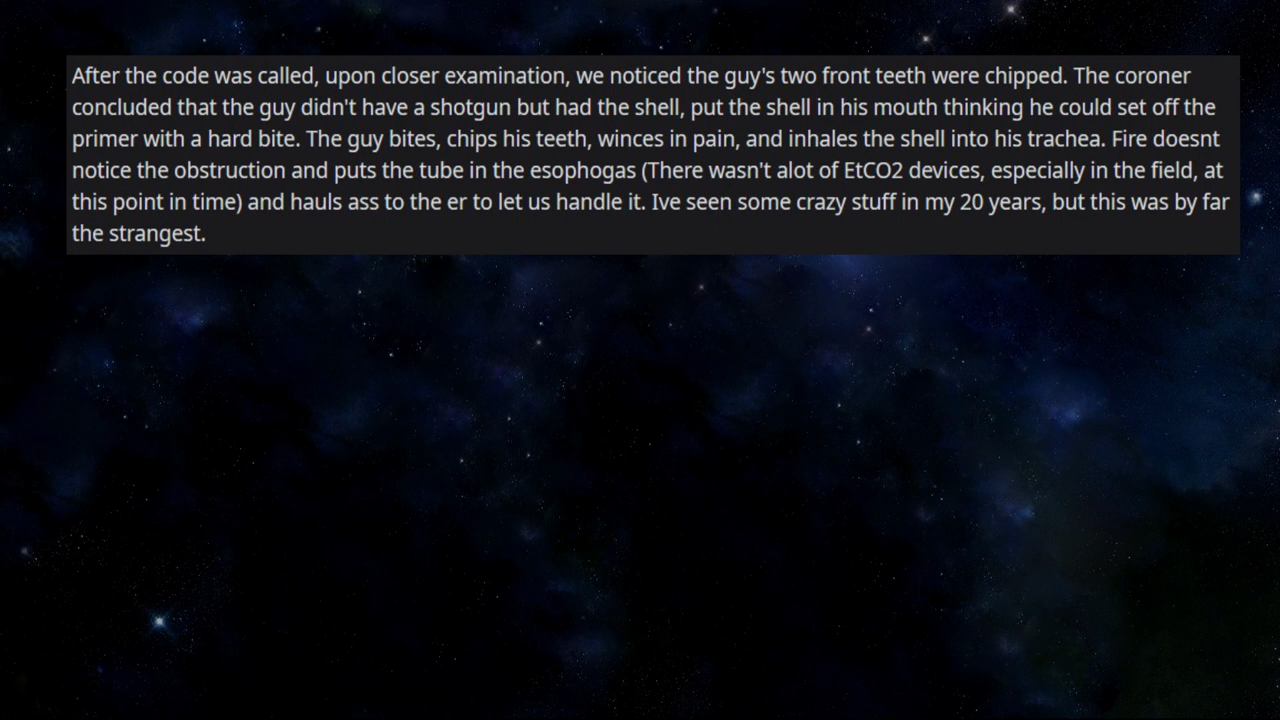 After the code was called, upon closer examination, we noticed the guy's two front teeth were chipped. The coroner
concluded that the guy didn't have a shotgun but had the shell, put the shell in his mouth thinking he could set off the
primer with a hard bite. The guy bites, chips his teeth, winces in pain, and inhales the shell into his trachea. Fire doesnt
notice the obstruction and puts the tube in the esophogas (There wasn't alot of EtCO2 devices, especially in the field, at
this point in time) and hauls ass to the er to let us handle it. Ive seen some crazy stuff in my 20 years, but this was by far
the strangest.